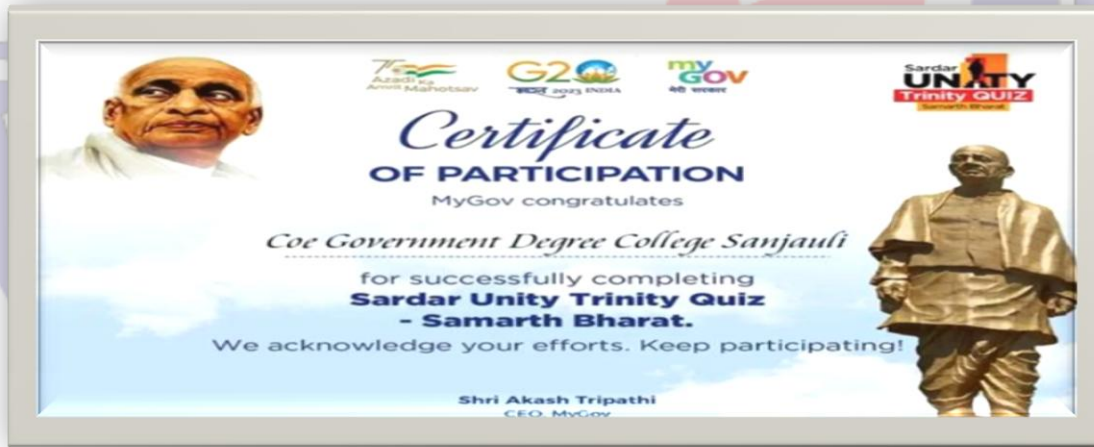 Azadi Ka
Amrit Mahotsav
G20
2023 INDIA
my
GOV
मेरी सरकार
Sardar
UNITY
Trinity QUIZ
Samarth Bharat
Certificate
OF PARTICIPATION
MyGov congratulates
Coe Government Degree College Sanjauli
for successfully completing
Sardar Unity Trinity Quiz
- Samarth Bharat.
We acknowledge your efforts. Keep participating!
Shri Akash Tripathi
CEO, MyGov